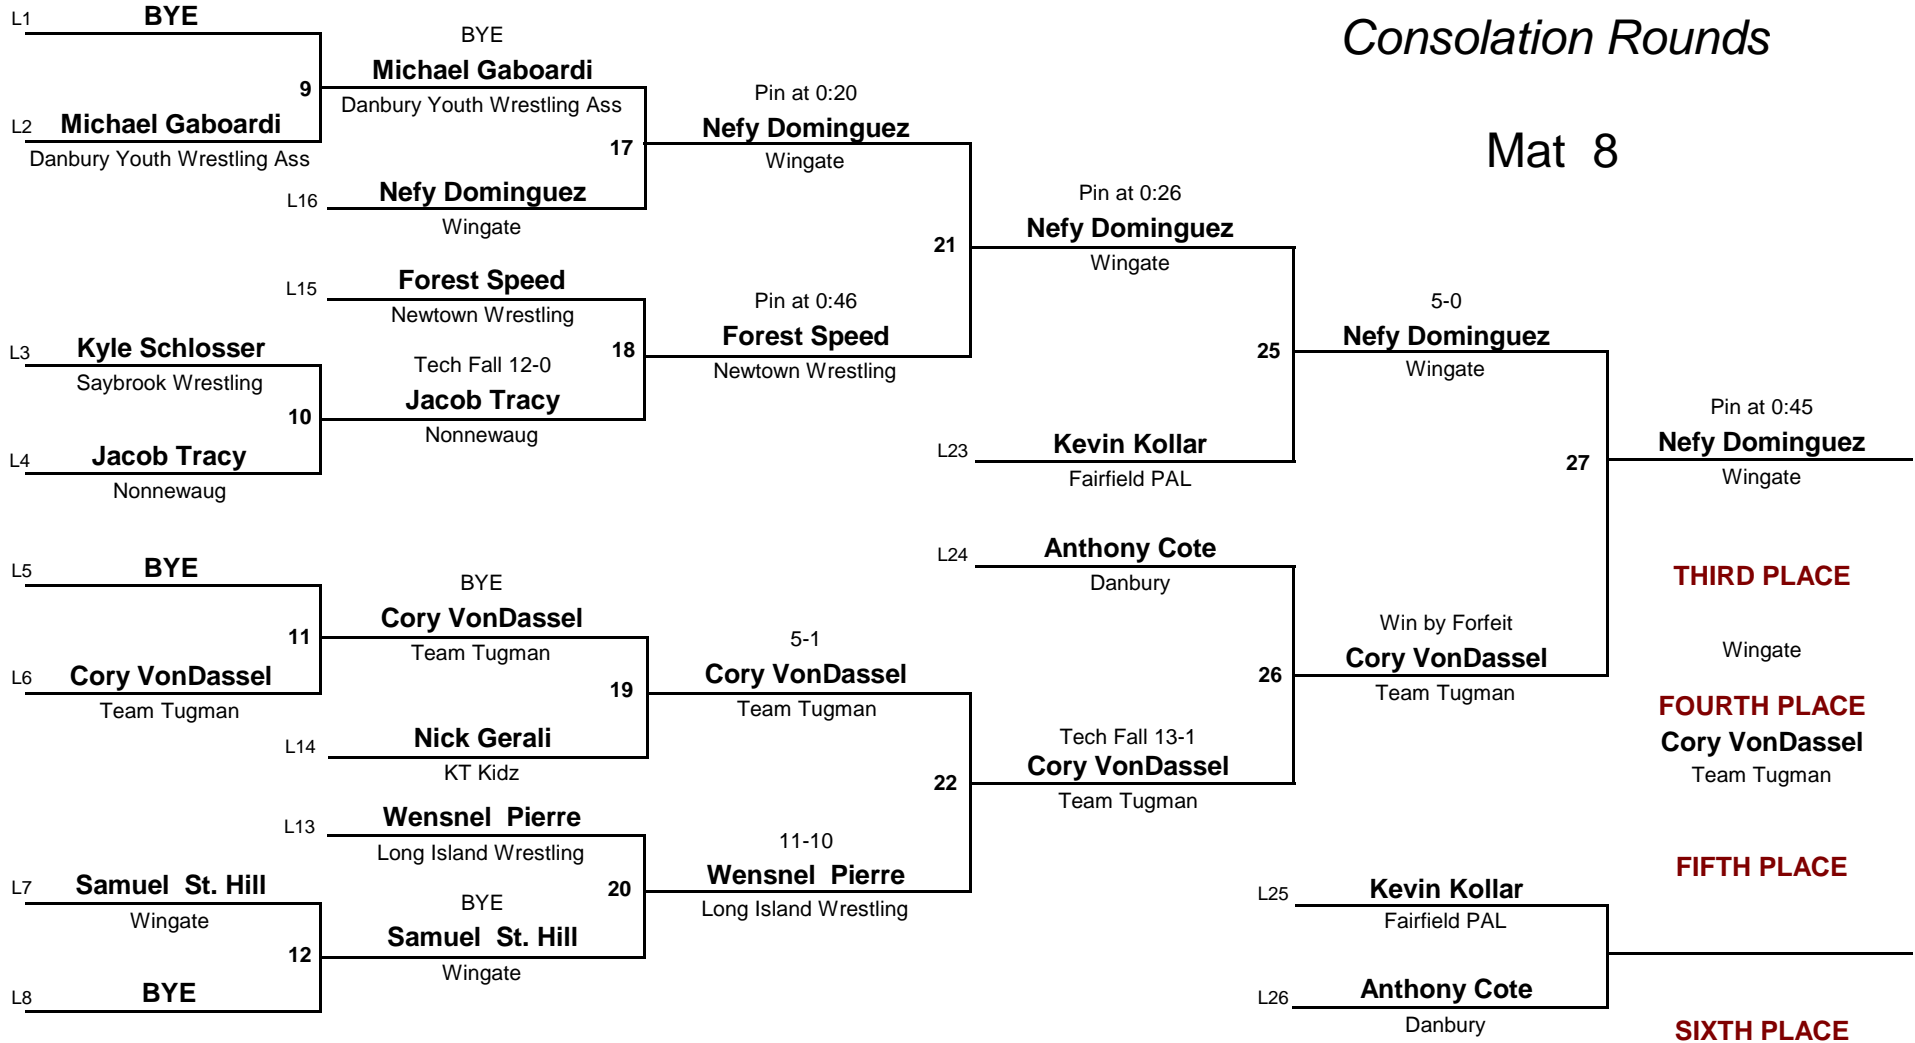 Consolation Rounds
Mat 8
L1 BYE
9
L2 Michael Gaboardi
Danbury Youth Wrestling Ass
BYE
Michael Gaboardi
Danbury Youth Wrestling Ass
17
L16 Nefy Dominguez
Wingate
L3 Kyle Schlosser
Saybrook Wrestling
10
L4 Jacob Tracy
Nonnewaug
L15 Forest Speed
Newtown Wrestling
18
Tech Fall 12-0
Jacob Tracy
Nonnewaug
Pin at 0:20
Nefy Dominguez
Wingate
21
Pin at 0:46
Forest Speed
Newtown Wrestling
Pin at 0:26
Nefy Dominguez
Wingate
25
L23 Kevin Kollar
Fairfield PAL
5-0
Nefy Dominguez
Wingate
27
L5 BYE
11
L6 Cory VonDassel
Team Tugman
BYE
Cory VonDassel
Team Tugman
19
L14 Nick Gerali
KT Kidz
L7 Samuel St. Hill
Wingate
12
L8 BYE
L13 Wensnel Pierre
Long Island Wrestling
20
BYE
Samuel St. Hill
Wingate
5-1
Cory VonDassel
Team Tugman
22
11-10
Wensnel Pierre
Long Island Wrestling
L24 Anthony Cote
Danbury
26
Tech Fall 13-1
Cory VonDassel
Team Tugman
Win by Forfeit
Cory VonDassel
Team Tugman
Pin at 0:45
Nefy Dominguez
Wingate
THIRD PLACE
Wingate
FOURTH PLACE
Cory VonDassel
Team Tugman
L25 Kevin Kollar
Fairfield PAL
L26 Anthony Cote
Danbury
FIFTH PLACE
SIXTH PLACE